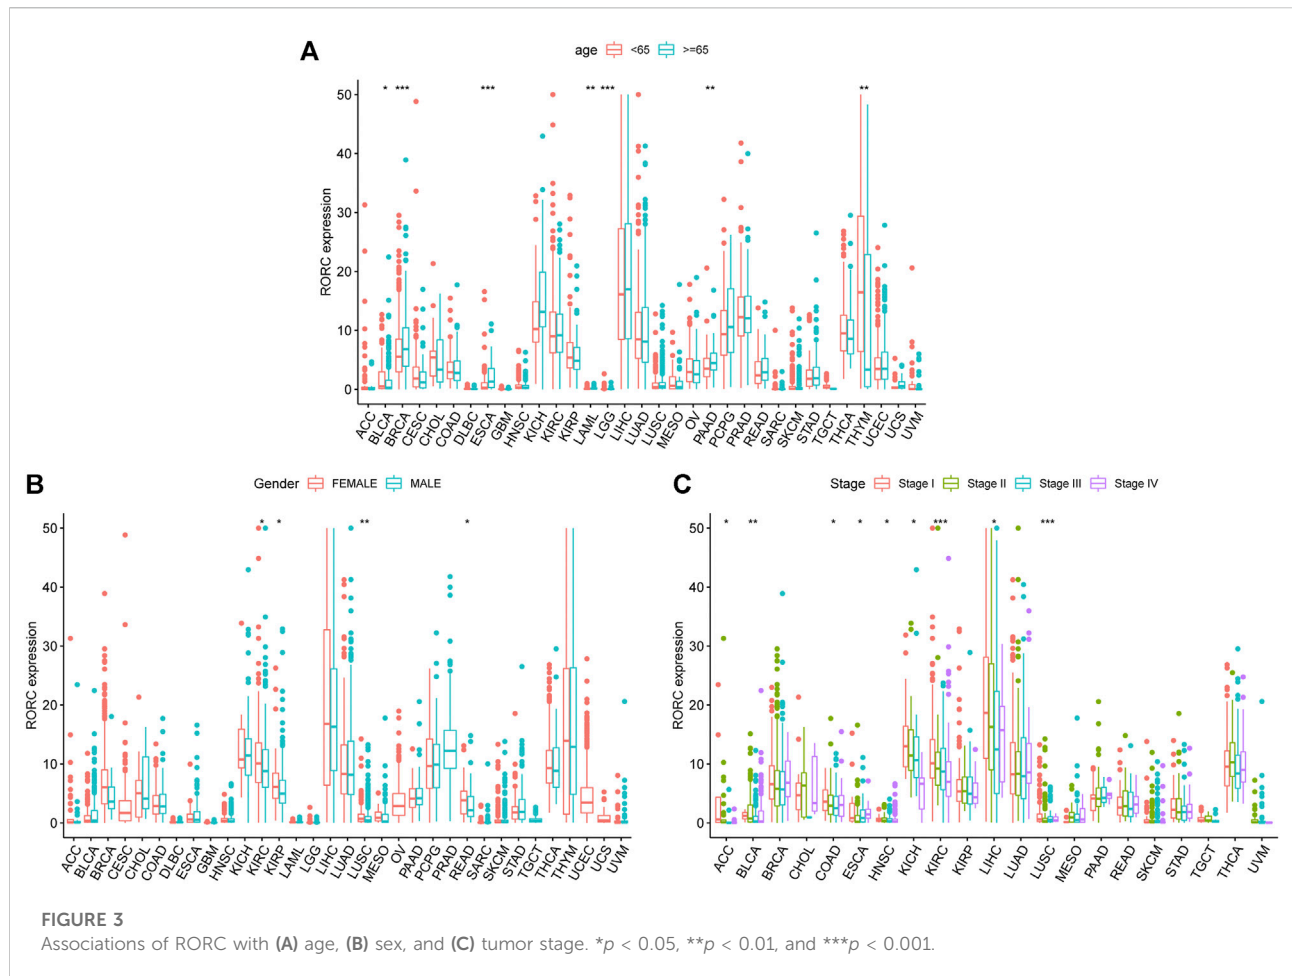 A
age <65 >=65
* *** *** ** *** ** **
RORC expression
50
40
30
20
10
0
ACC BLCA BRCA CESC CHOL COAD DLBC ESCA GBM HNSC KICH KIRC KIRP LAML LGG LIHC LUAD LUSC MESO OV PAAD PCPG PRAD READ SARC SKCM STAD TGCT THCA THYM UCEC UCS UVM
B
Gender FEMALE MALE
* * ** *
RORC expression
50
40
30
20
10
0
ACC BLCA BRCA CESC CHOL COAD DLBC ESCA GBM HNSC KICH KIRC KIRP LAML LGG LIHC LUAD LUSC MESO OV PAAD PCPG PRAD READ SARC SKCM STAD TGCT THCA THYM UCEC UCS UVM
C
Stage Stage I Stage II Stage III Stage IV
* ** * * * * *** * ***
RORC expression
50
40
30
20
10
0
ACC BLCA BRCA CHOL COAD ESCA HNSC KICH KIRC KIRP LIHC LUAD LUSC MESO PAAD READ SKCM STAD TGCT THCA UVM
FIGURE 3
Associations of RORC with (A) age, (B) sex, and (C) tumor stage. *p < 0.05, **p < 0.01, and ***p < 0.001.